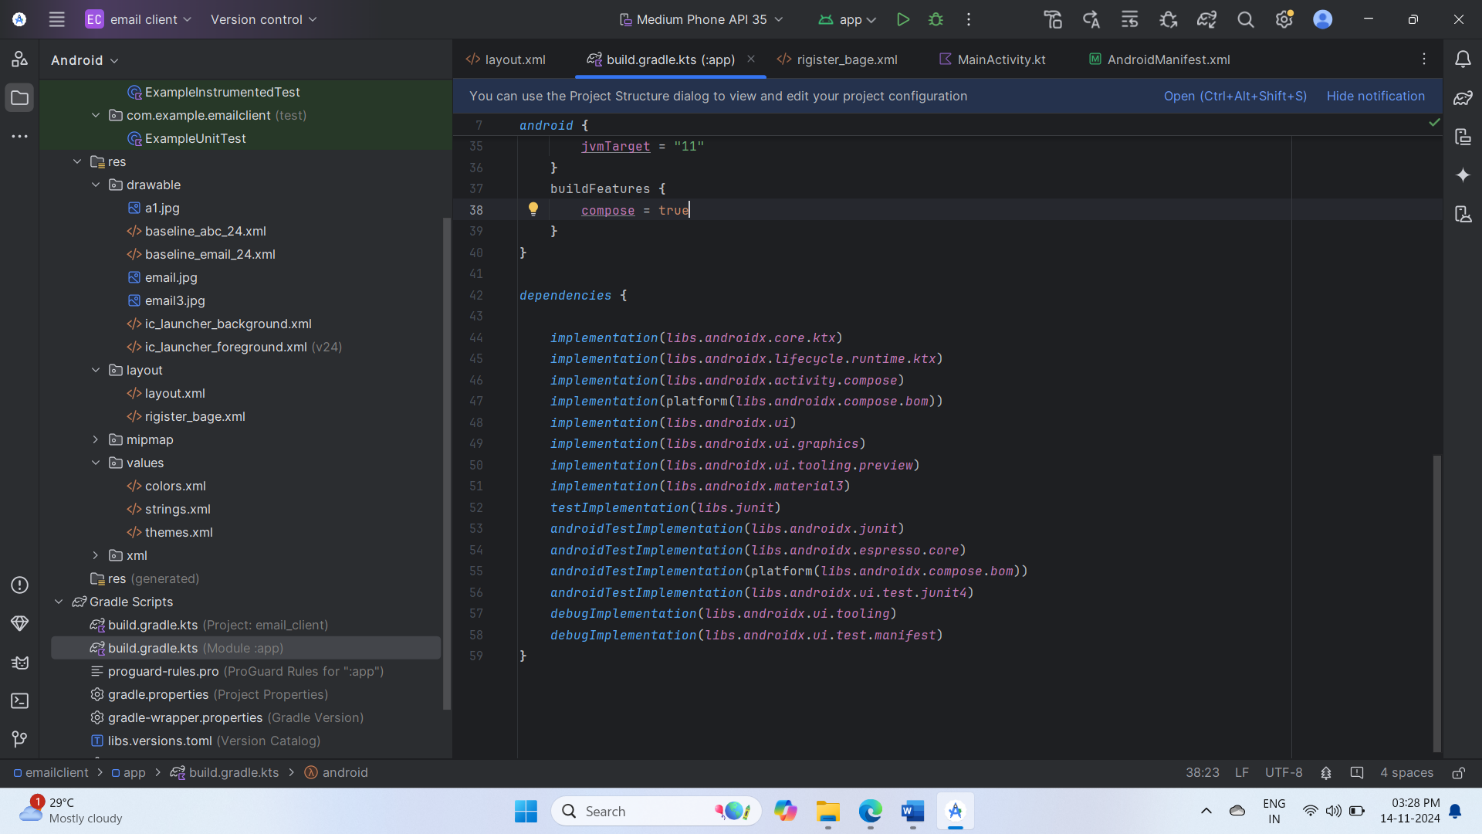 EC email client Version control Medium Phone API 35 app
Android
layout.xml build.gradle.kts (:app) rigister_bage.xml MainActivity.kt AndroidManifest.xml
You can use the Project Structure dialog to view and edit your project configuration Open (Ctrl+Alt+Shift+S) Hide notification
ExampleInstrumentedTest
com.example.emailclient (test)
ExampleUnitTest
res
drawable
a1.jpg
baseline_abc_24.xml
baseline_email_24.xml
email.jpg
email3.jpg
ic_launcher_background.xml
ic_launcher_foreground.xml (v24)
layout
layout.xml
rigister_bage.xml
mipmap
values
colors.xml
strings.xml
themes.xml
xml
res (generated)
Gradle Scripts
build.gradle.kts (Project: email_client)
build.gradle.kts (Module :app)
proguard-rules.pro (ProGuard Rules for ":app")
gradle.properties (Project Properties)
gradle-wrapper.properties (Gradle Version)
libs.versions.toml (Version Catalog)
7 android {
35 jvmTarget = "11"
36 }
37 buildFeatures {
38 compose = true
39 }
40 }
41
42 dependencies {
43
44 implementation(libs.androidx.core.ktx)
45 implementation(libs.androidx.lifecycle.runtime.ktx)
46 implementation(libs.androidx.activity.compose)
47 implementation(platform(libs.androidx.compose.bom))
48 implementation(libs.androidx.ui)
49 implementation(libs.androidx.ui.graphics)
50 implementation(libs.androidx.ui.tooling.preview)
51 implementation(libs.androidx.material3)
52 testImplementation(libs.junit)
53 androidTestImplementation(libs.androidx.junit)
54 androidTestImplementation(libs.androidx.espresso.core)
55 androidTestImplementation(platform(libs.androidx.compose.bom))
56 androidTestImplementation(libs.androidx.ui.test.junit4)
57 debugImplementation(libs.androidx.ui.tooling)
58 debugImplementation(libs.androidx.ui.test.manifest)
59 }
emailclient > app > build.gradle.kts > android 38:23 LF UTF-8 4 spaces
1 29°C
Mostly cloudy
Search
ENG
IN
03:28 PM
14-11-2024